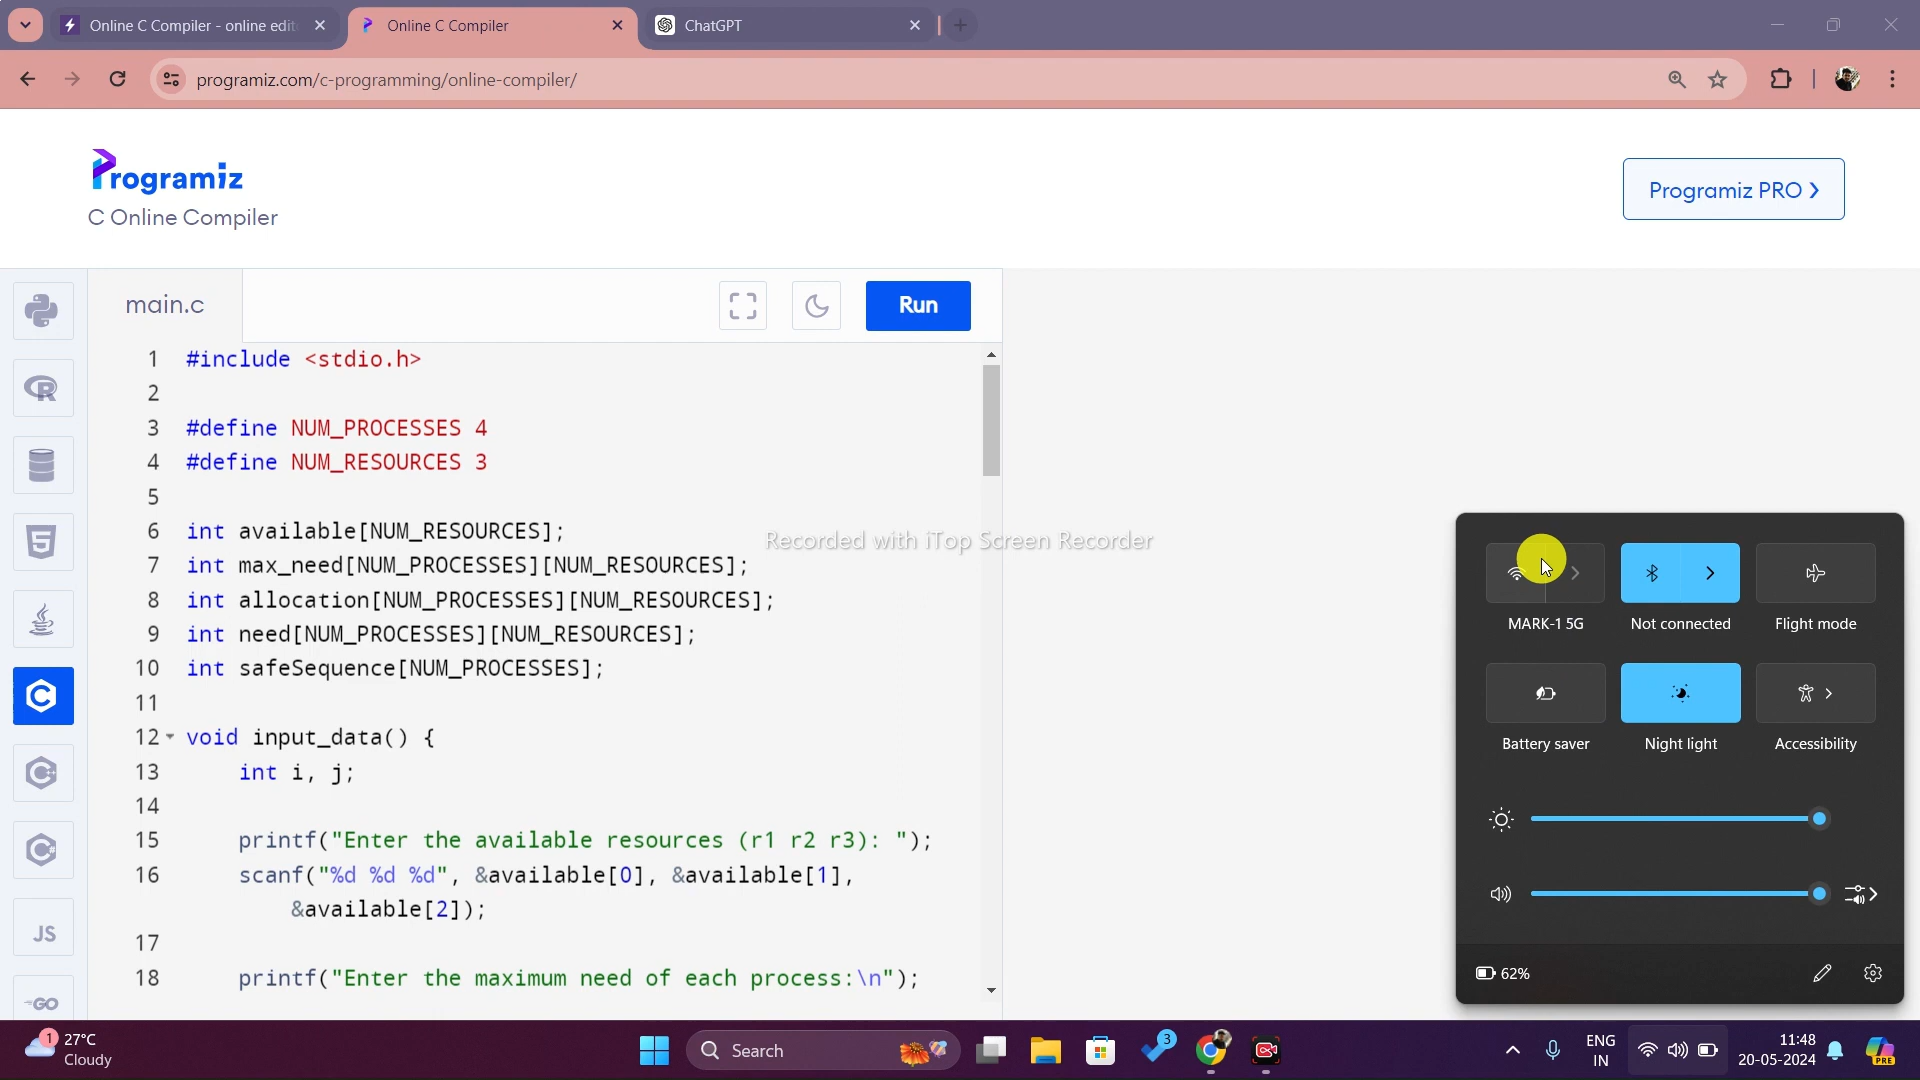 Online C Compiler - online edit
Online C Compiler
ChatGPT
programiz.com/c-programming/online-compiler/
Programiz
C Online Compiler
Programiz PRO
main.c
Run
1 #include <stdio.h>
2
3 #define NUM_PROCESSES 4
4 #define NUM_RESOURCES 3
5
6 int available[NUM_RESOURCES];
7 int max_need[NUM_PROCESSES][NUM_RESOURCES];
8 int allocation[NUM_PROCESSES][NUM_RESOURCES];
9 int need[NUM_PROCESSES][NUM_RESOURCES];
10 int safeSequence[NUM_PROCESSES];
11
12 void input_data() {
13 int i, j;
14
15 printf("Enter the available resources (r1 r2 r3): ");
16 scanf("%d %d %d", &available[0], &available[1],
&available[2]);
17
18 printf("Enter the maximum need of each process:\n");
R
5
C
JS
GO
Recorded with iTop Screen Recorder
MARK-1 5G
Not connected
Flight mode
Battery saver
Night light
Accessibility
62%
1
27°C
Cloudy
Search
3
ENG
IN
11:48
20-05-2024
PRE